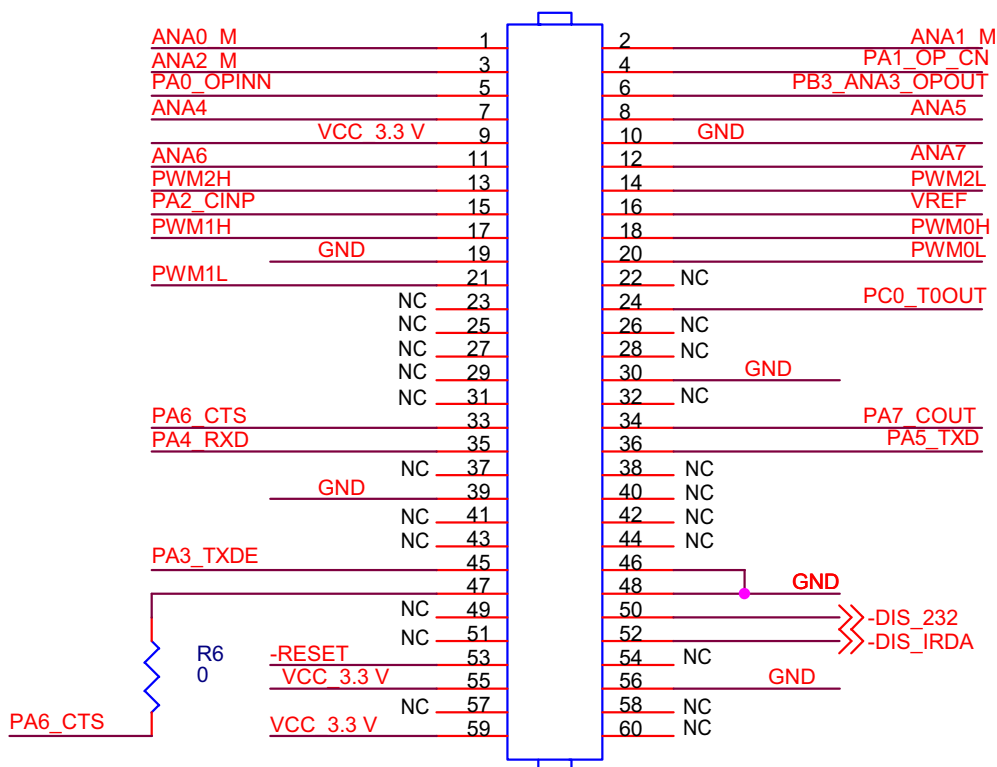 ANA0_M 1 2 ANA1_M
ANA2_M 3 4 PA1_OP_CN
PA0_OPINN 5 6 PB3_ANA3_OPOUT
ANA4 7 8 ANA5
VCC_3.3 V 9 10 GND
ANA6 11 12 ANA7
PWM2H 13 14 PWM2L
PA2_CINP 15 16 VREF
PWM1H 17 18 PWM0H
GND 19 20 PWM0L
PWM1L 21 22 NC
NC 23 24 PC0_T0OUT
NC 25 26 NC
NC 27 28 NC
NC 29 30 GND
NC 31 32 NC
PA6_CTS 33 34 PA7_COUT
PA4_RXD 35 36 PA5_TXD
NC 37 38 NC
GND 39 40 NC
NC 41 42 NC
NC 43 44 NC
PA3_TXDE 45 46
47 48 GND
NC 49 50 -DIS_232
NC 51 52 -DIS_IRDA
R6
0
-RESET 53 54 NC
VCC_3.3 V 55 56 GND
NC 57 58 NC
PA6_CTS
VCC_3.3 V 59 60 NC